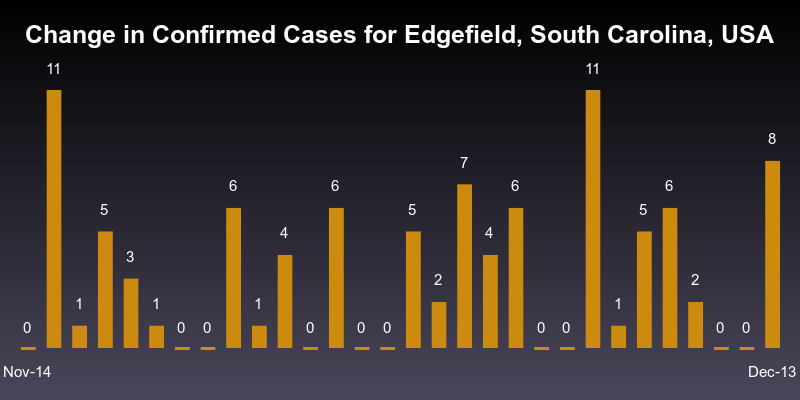 Change in Confirmed Cases for Edgefield, South Carolina, USA
0 11 1 5 3 1 0 0 6 1 4 0 6 0 0 5 2 7 4 6 0 0 11 1 5 6 2 0 0 8
Nov-14 Dec-13